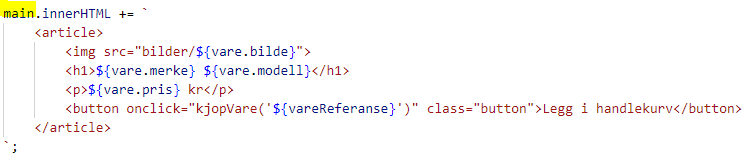 main.innerHTML += `
<article>
<img src="bilder/${vare.bilde}">
<h1>${vare.merke} ${vare.modell}</h1>
<p>${vare.pris} kr</p>
<button onclick="kjopVare('${vareReferanse}')" class="button">Legg i handlekurv</button>
</article>
`;